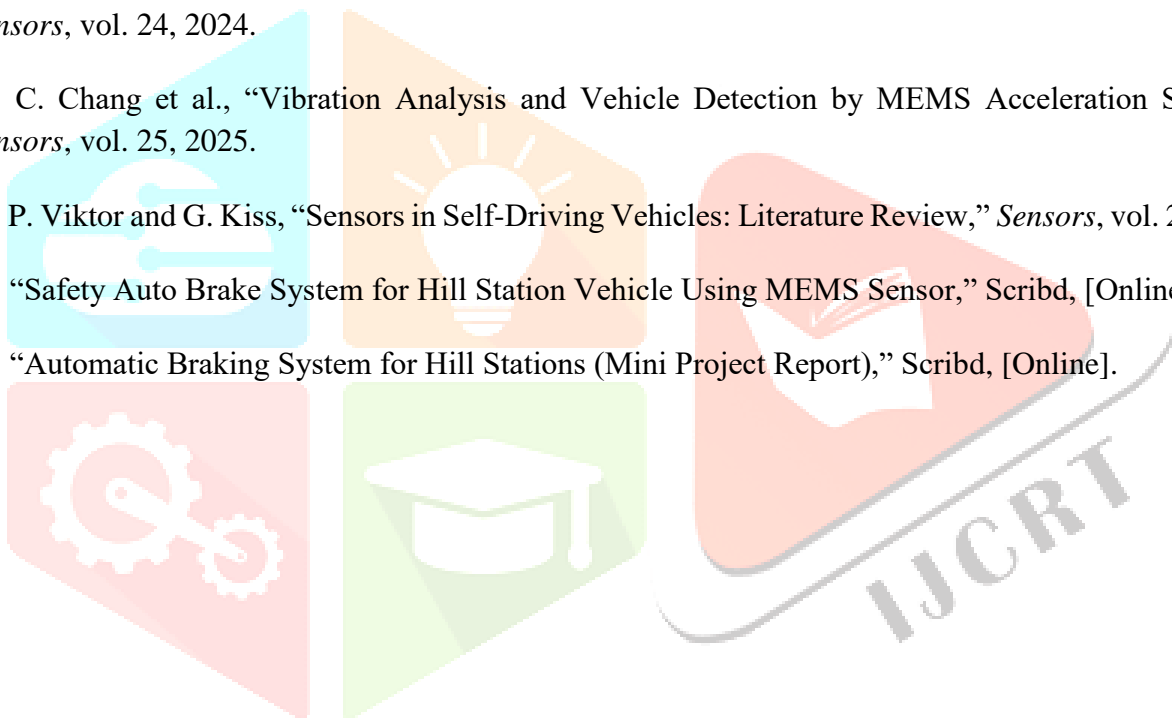 nsors, vol. 24, 2024.
C. Chang et al., “Vibration Analysis and Vehicle Detection by MEMS Acceleration S
nsors, vol. 25, 2025.
P. Viktor and G. Kiss, “Sensors in Self-Driving Vehicles: Literature Review,” Sensors, vol. 2
“Safety Auto Brake System for Hill Station Vehicle Using MEMS Sensor,” Scribd, [Online
“Automatic Braking System for Hill Stations (Mini Project Report),” Scribd, [Online].
IJCRT